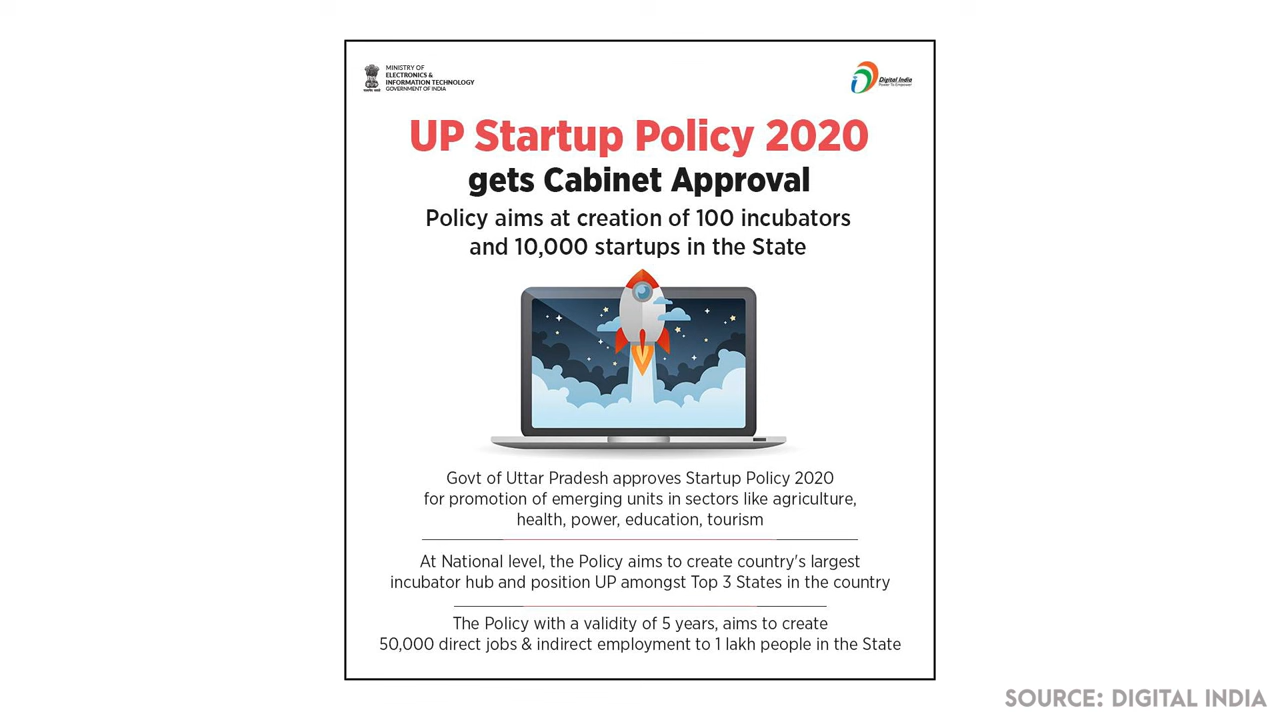 MINISTRY OF
ELECTRONICS &
INFORMATION TECHNOLOGY
GOVERNMENT OF INDIA
Digital India
Power To Empower
UP Startup Policy 2020
gets Cabinet Approval
Policy aims at creation of 100 incubators
and 10,000 startups in the State
Govt of Uttar Pradesh approves Startup Policy 2020
for promotion of emerging units in sectors like agriculture,
health, power, education, tourism
At National level, the Policy aims to create country's largest
incubator hub and position UP amongst Top 3 States in the country
The Policy with a validity of 5 years, aims to create
50,000 direct jobs & indirect employment to 1 lakh people in the State
SOURCE: DIGITAL INDIA